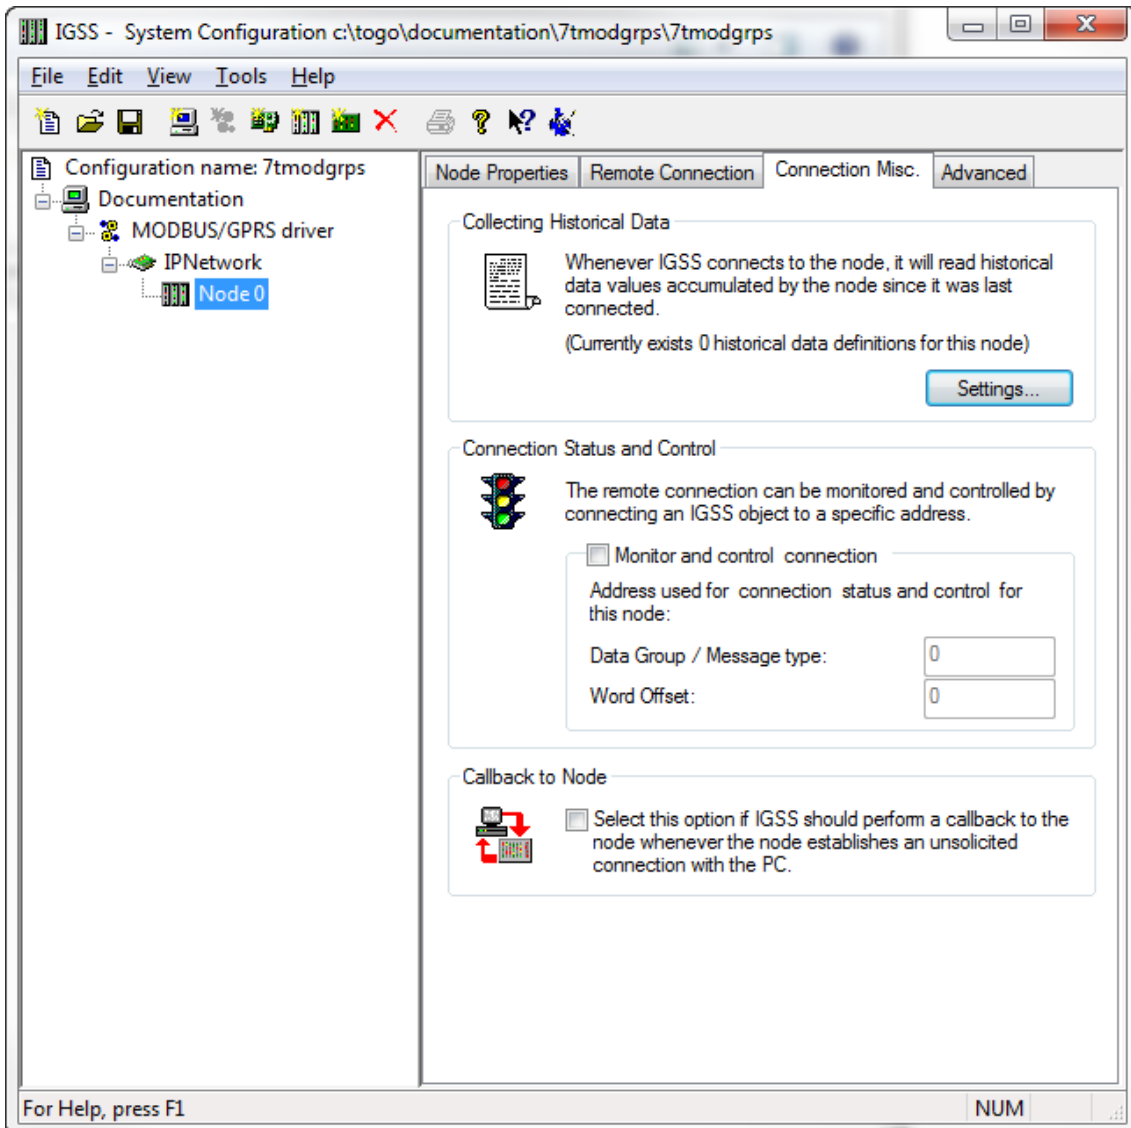 IGSS - System Configuration c:\togo\documentation\7tmodgrps\7tmodgrps
File Edit View Tools Help
Configuration name: 7tmodgrps
Documentation
MODBUS/GPRS driver
IPNetwork
Node 0
Node Properties Remote Connection Connection Misc. Advanced
Collecting Historical Data
Whenever IGSS connects to the node, it will read historical
data values accumulated by the node since it was last
connected.
(Currently exists 0 historical data definitions for this node)
Settings...
Connection Status and Control
The remote connection can be monitored and controlled by
connecting an IGSS object to a specific address.
Monitor and control connection
Address used for connection status and control for
this node:
Data Group / Message type: 0
Word Offset: 0
Callback to Node
Select this option if IGSS should perform a callback to the
node whenever the node establishes an unsolicited
connection with the PC.
For Help, press F1 NUM